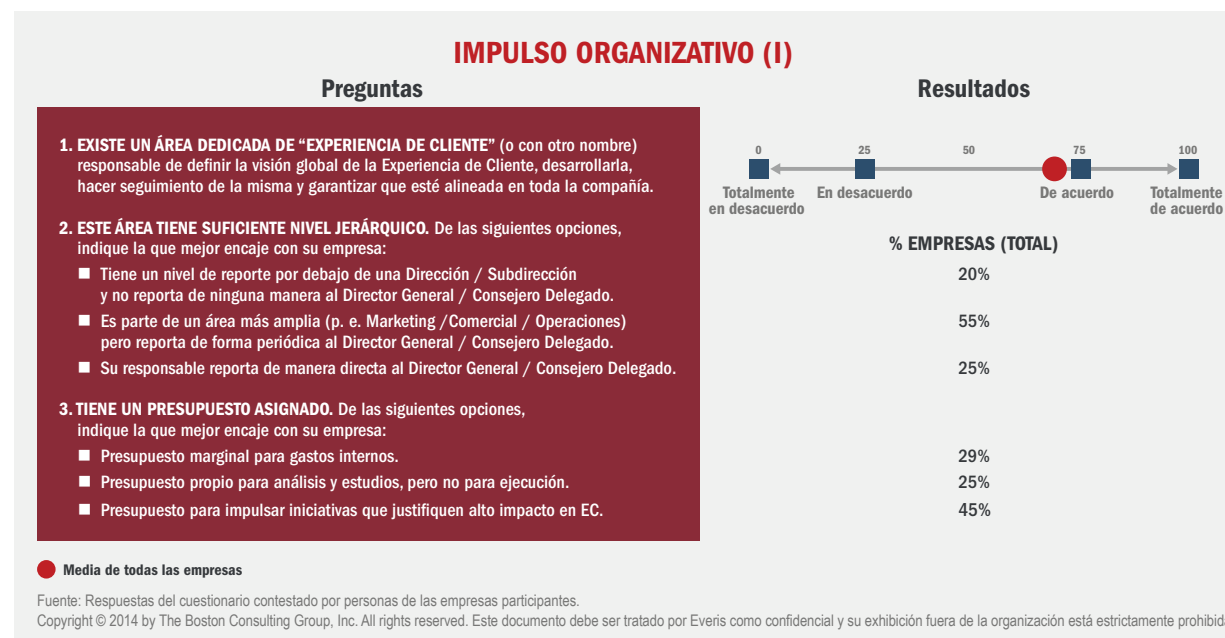 IMPULSO ORGANIZATIVO (I)
Preguntas
Resultados
1. EXISTE UN ÁREA DEDICADA DE “EXPERIENCIA DE CLIENTE” (o con otro nombre)
responsable de definir la visión global de la Experiencia de Cliente, desarrollarla,
hacer seguimiento de la misma y garantizar que esté alineada en toda la compañía.
0 25 50 75 100
Totalmente
en desacuerdo
En desacuerdo
De acuerdo
Totalmente
de acuerdo
2. ESTE ÁREA TIENE SUFICIENTE NIVEL JERÁRQUICO. De las siguientes opciones,
indique la que mejor encaje con su empresa:
% EMPRESAS (TOTAL)
■ Tiene un nivel de reporte por debajo de una Dirección / Subdirección
y no reporta de ninguna manera al Director General / Consejero Delegado.
20%
■ Es parte de un área más amplia (p. e. Marketing /Comercial / Operaciones)
pero reporta de forma periódica al Director General / Consejero Delegado.
55%
■ Su responsable reporta de manera directa al Director General / Consejero Delegado.
25%
3. TIENE UN PRESUPUESTO ASIGNADO. De las siguientes opciones,
indique la que mejor encaje con su empresa:
■ Presupuesto marginal para gastos internos.
29%
■ Presupuesto propio para análisis y estudios, pero no para ejecución.
25%
■ Presupuesto para impulsar iniciativas que justifiquen alto impacto en EC.
45%
Media de todas las empresas
Fuente: Respuestas del cuestionario contestado por personas de las empresas participantes.
Copyright © 2014 by The Boston Consulting Group, Inc. All rights reserved. Este documento debe ser tratado por Everis como confidencial y su exhibición fuera de la organización está estrictamente prohibid